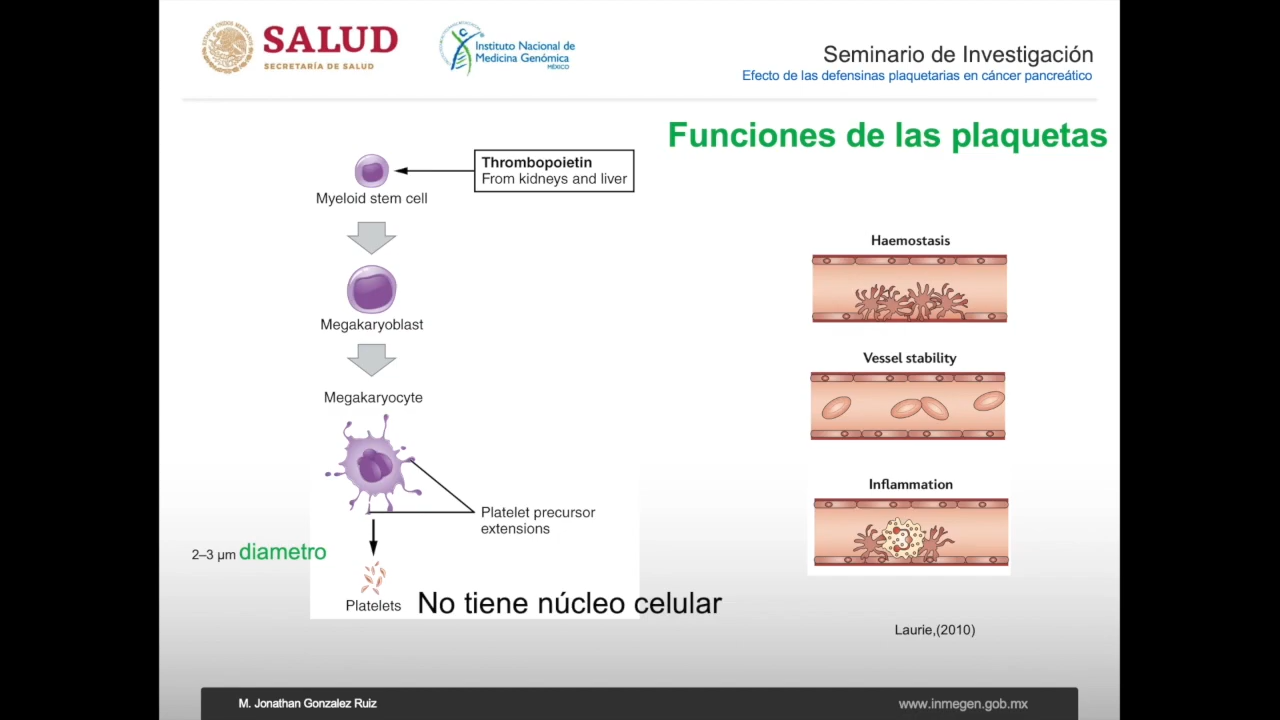 SALUD
SECRETARÍA DE SALUD
Instituto Nacional de
Medicina Genómica
MÉXICO
Seminario de Investigación
Efecto de las defensinas plaquetarias en cáncer pancreático
Funciones de las plaquetas
Thrombopoietin
From kidneys and liver
Myeloid stem cell
Megakaryoblast
Megakaryocyte
Platelet precursor
extensions
2–3 µm diametro
Platelets
No tiene núcleo celular
Haemostasis
Vessel stability
Inflammation
Laurie,(2010)
M. Jonathan Gonzalez Ruiz
www.inmegen.gob.mx